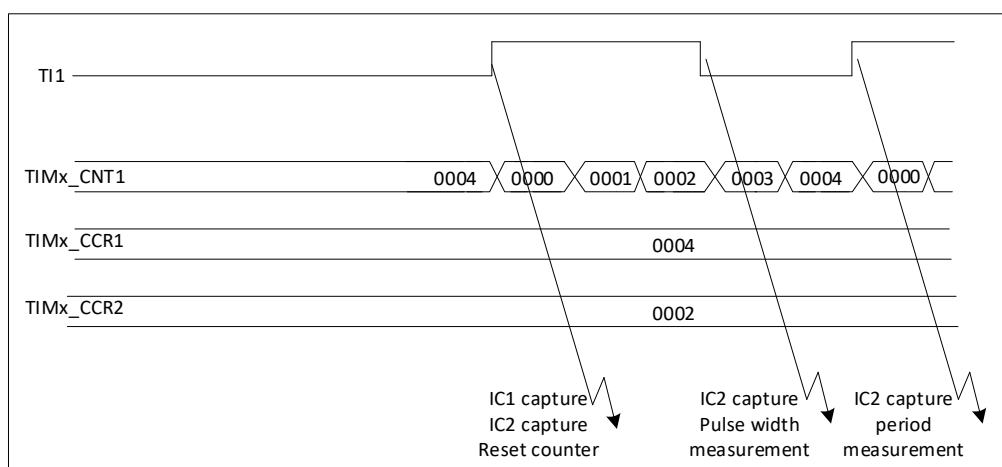 TI1
TIMx_CNT1 0004 0000 0001 0002 0003 0004 0000
TIMx_CCR1 0004
TIMx_CCR2 0002
IC1 capture
IC2 capture
Reset counter
IC2 capture
Pulse width
measurement
IC2 capture
period
measurement